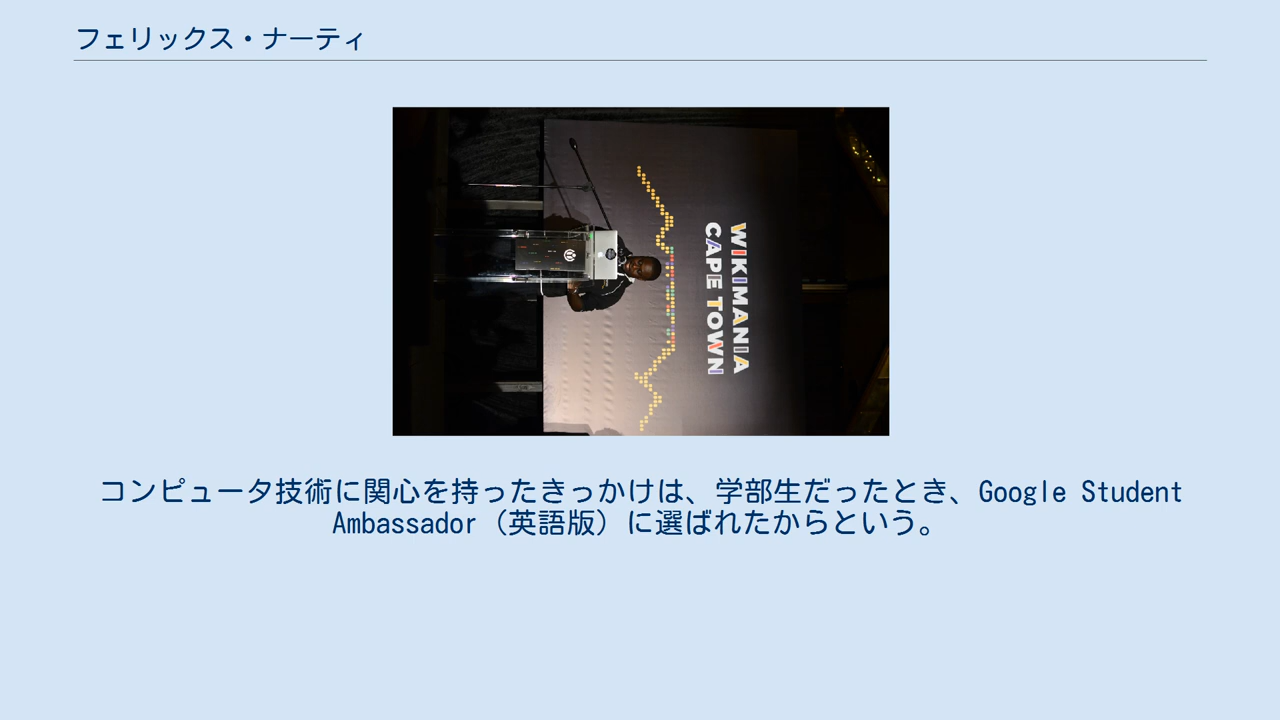 フェリックス・ナーティ
WIKIMANIA
CAPE TOWN
コンピュータ技術に関心を持ったきっかけは、学部生だったとき、Google Student
Ambassador（英語版）に選ばれたからという。